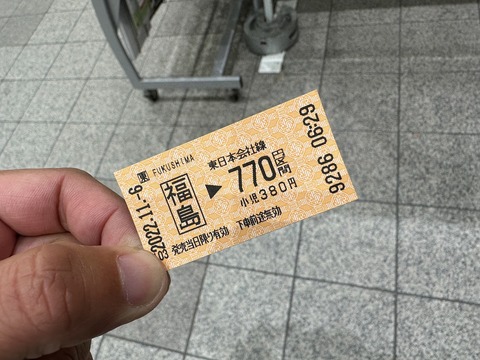 東 FUKUSHIMA
福島
▶
東日本会社線
770円区間
小児380円
発売当日限り有効 下車前途無効
2022.11.-9
9286 06:29